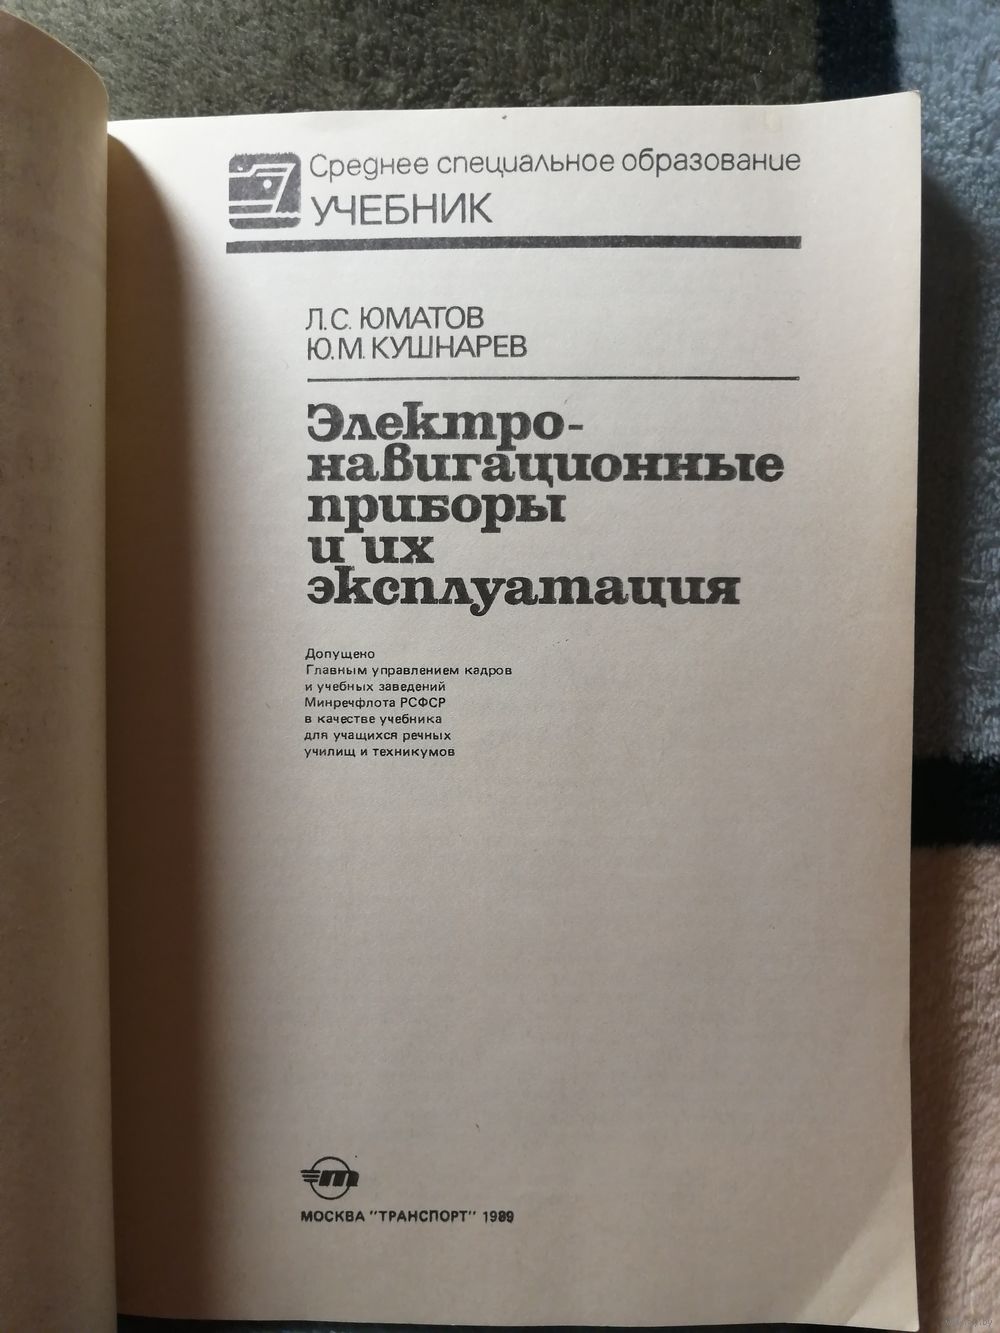 Среднее специальное образование
УЧЕБНИК
Л.С. ЮМАТОВ
Ю.М. КУШНАРЕВ
Электро-
навигационные
приборы
и их
эксплуатация
Допущено
Главным управлением кадров
и учебных заведений
Минречфлота РСФСР
в качестве учебника
для учащихся речных
училищ и техникумов
т
МОСКВА "ТРАНСПОРТ" 1989